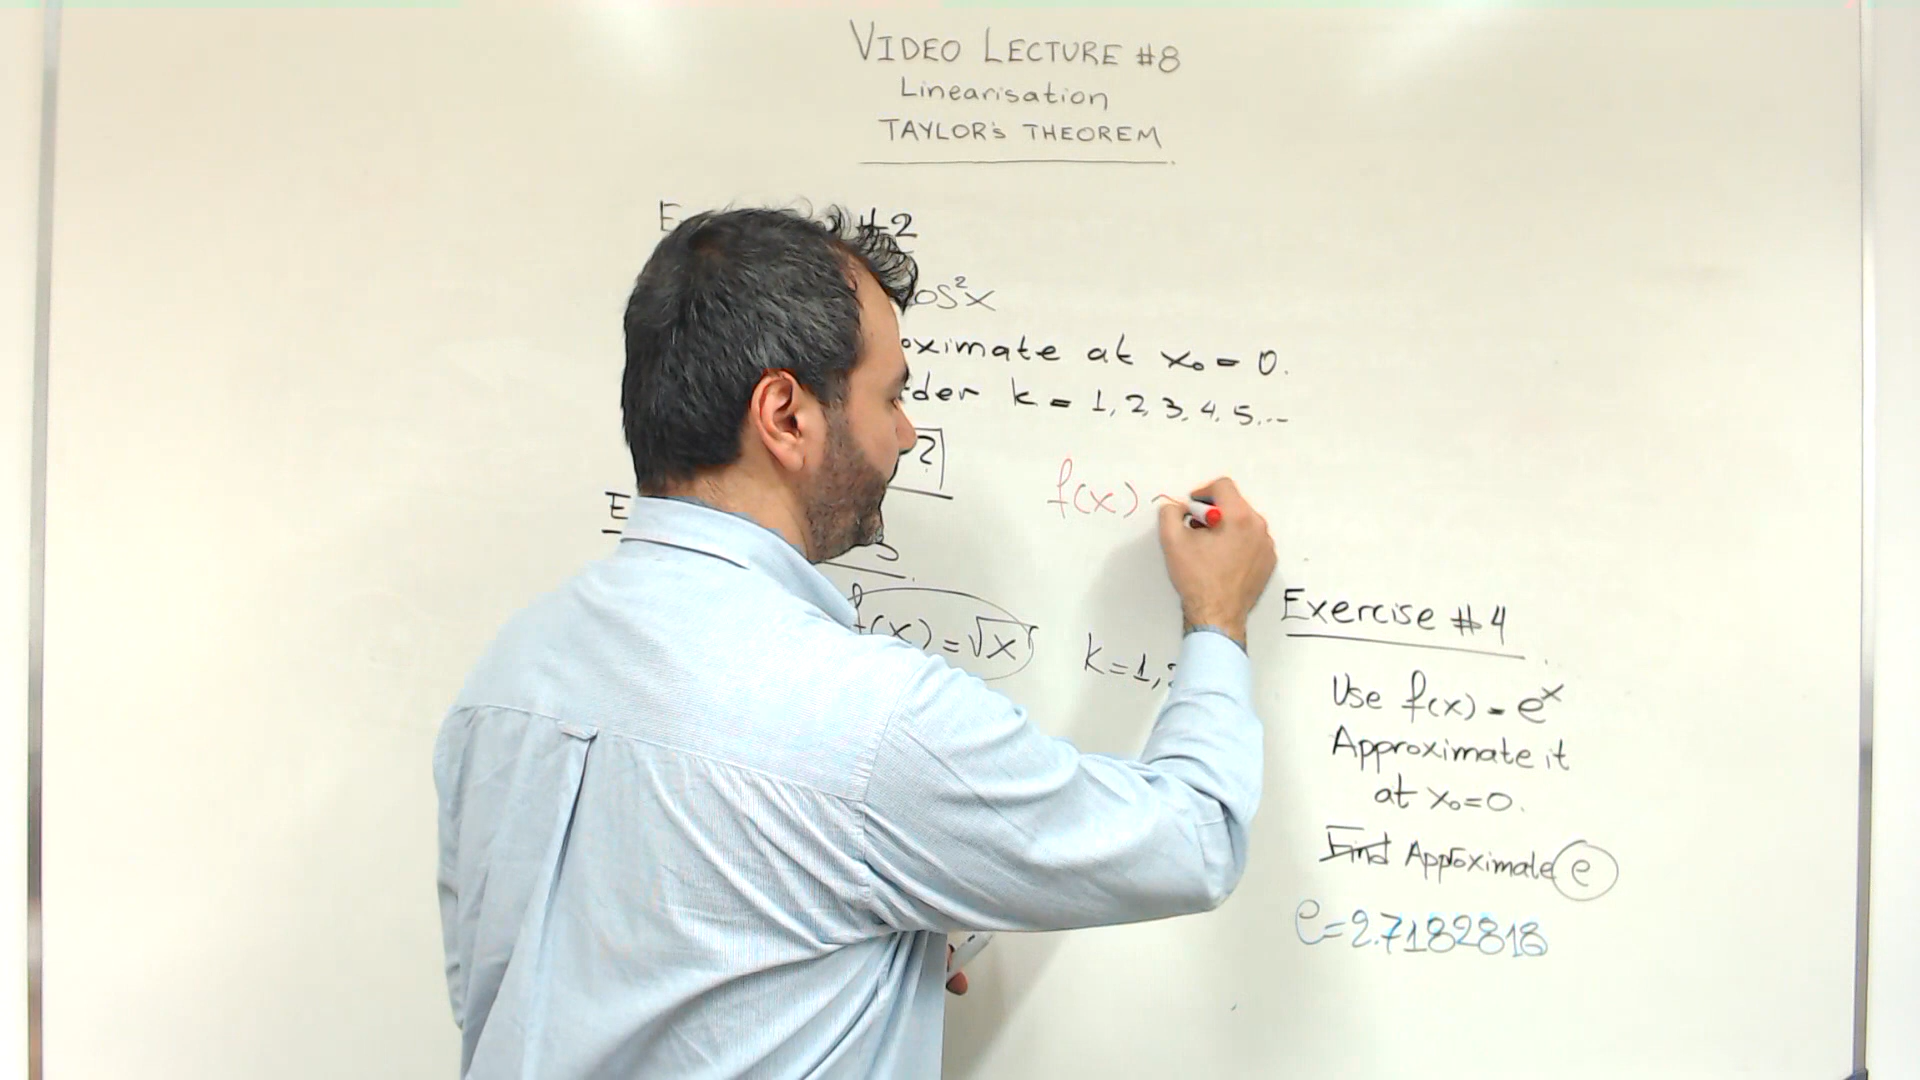 VIDEO LECTURE #8
Linearisation
TAYLOR'S THEOREM
#2
os²x
oximate at x₀ = 0.
der k = 1, 2, 3, 4, 5,...
?
f(x) ~
f(x) = √x k = 1,
Exercise #4
Use f(x) = eˣ
Approximate it
at x₀ = 0.
Find Approximate e
e = 2.7182818